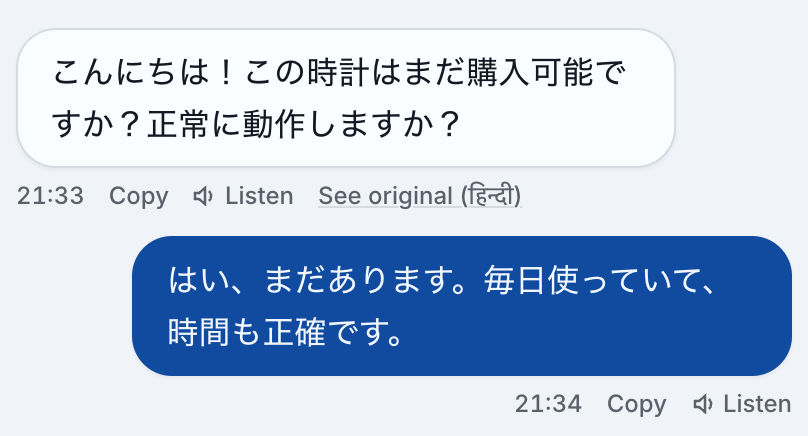 こんにちは！この時計はまだ購入可能で
すか？正常に動作しますか？
21:33 Copy Listen See original (हिन्दी)
はい、まだあります。毎日使っていて、
時間も正確です。
21:34 Copy Listen